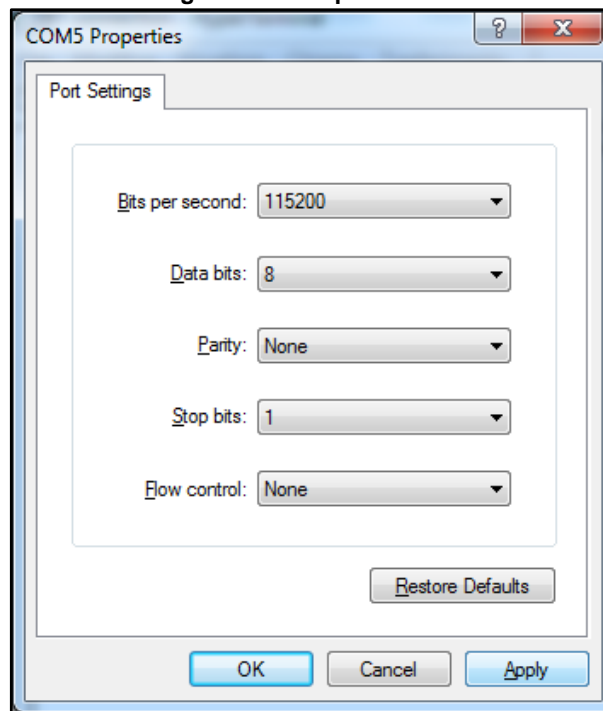 COM5 Properties
Port Settings
Bits per second: 115200
Data bits: 8
Parity: None
Stop bits: 1
Flow control: None
Restore Defaults
OK Cancel Apply